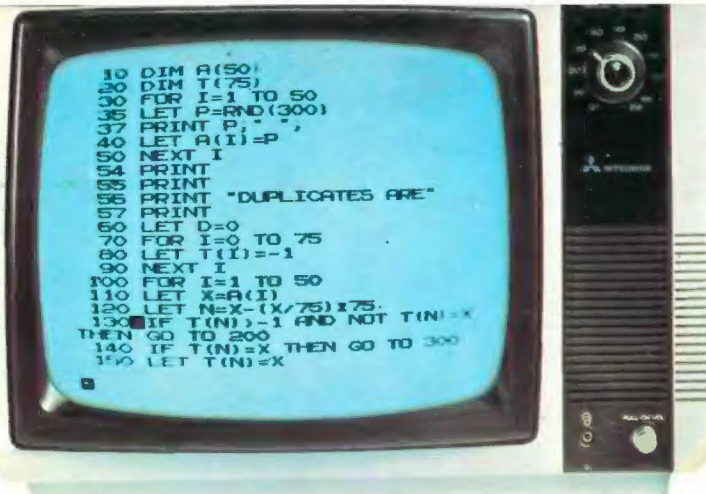 10 DIM A(50)
20 DIM T(75)
30 FOR I=1 TO 50
35 LET P=RND(300)
37 PRINT P;" ",
40 LET A(I)=P
50 NEXT I
54 PRINT
55 PRINT
56 PRINT "DUPLICATES ARE"
57 PRINT
60 LET D=0
70 FOR I=0 TO 75
80 LET T(I)=-1
90 NEXT I
100 FOR I=1 TO 50
110 LET X=A(I)
120 LET N=X-(X/75)*75
130 IF T(N)>-1 AND NOT T(N)=X
THEN GO TO 200
140 IF T(N)=X THEN GO TO 300
150 LET T(N)=X
MITSUBISHI